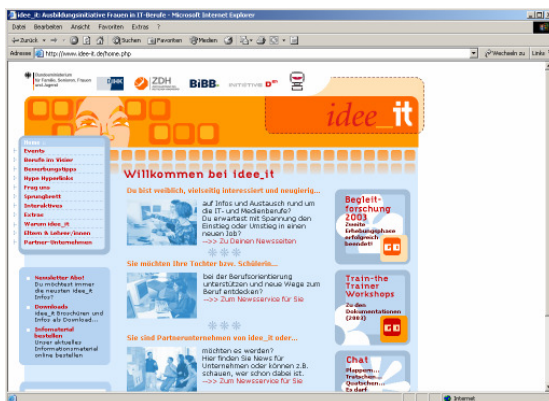 idee_it: Ausbildungsinitiative Frauen in IT-Berufe - Microsoft Internet Explorer
Datei Bearbeiten Ansicht Favoriten Extras ?
Zurück Suchen Favoriten Medien
Adresse http://www.idee-it.de/home.php Wechseln zu Links
Bundesministerium
für Familie, Senioren, Frauen
und Jugend
DIHK
ZDH
BiBB
INITIATIVE D21
idee_it
Home
Events
Berufe im Visier
Bewerbungstipps
Hype Hyperlinks
Frag uns
Sprungbrett
Interaktives
Extras
Warum idee_it
Eltern & Lehrer/innen
Partner-Unternehmen
Newsletter Abo!
Du möchtest immer
die neusten idee_it
Infos?
Downloads
idee_it Broschüren und
Infos als Download...
Infomaterial
bestellen
Unser aktuelles
Informationsmaterial
online bestellen
Willkommen bei idee_it
Du bist weiblich, vielseitig interessiert und neugierig...
auf Infos und Austausch rund um
die IT- und Medienberufe?
Du erwartest mit Spannung den
Einstieg oder Umstieg in einen
neuen Job?
-->> Zu Deinen Newsseiten
Sie möchten Ihre Tochter bzw. Schülerin...
bei der Berufsorientierung
unterstützen und neue Wege zum
Beruf entdecken?
-->> Zum Newsservice für Sie
Sie sind Partnerunternehmen von idee_it oder...
möchten es werden?
Hier finden Sie News für
Unternehmen oder können z.B.
schauen, wer schon dabei ist.
-->> Zum Newsservice für Sie
Begleit-
forschung
2003
Zweite
Erhebungsphase
erfolgreich
beendet!
GO
Train-the
Trainer
Workshops
Zu den
Dokumentationen
(2003)
GO
Chat
Plappern...
Tratschen...
Quatschen...
Es darf
Internet